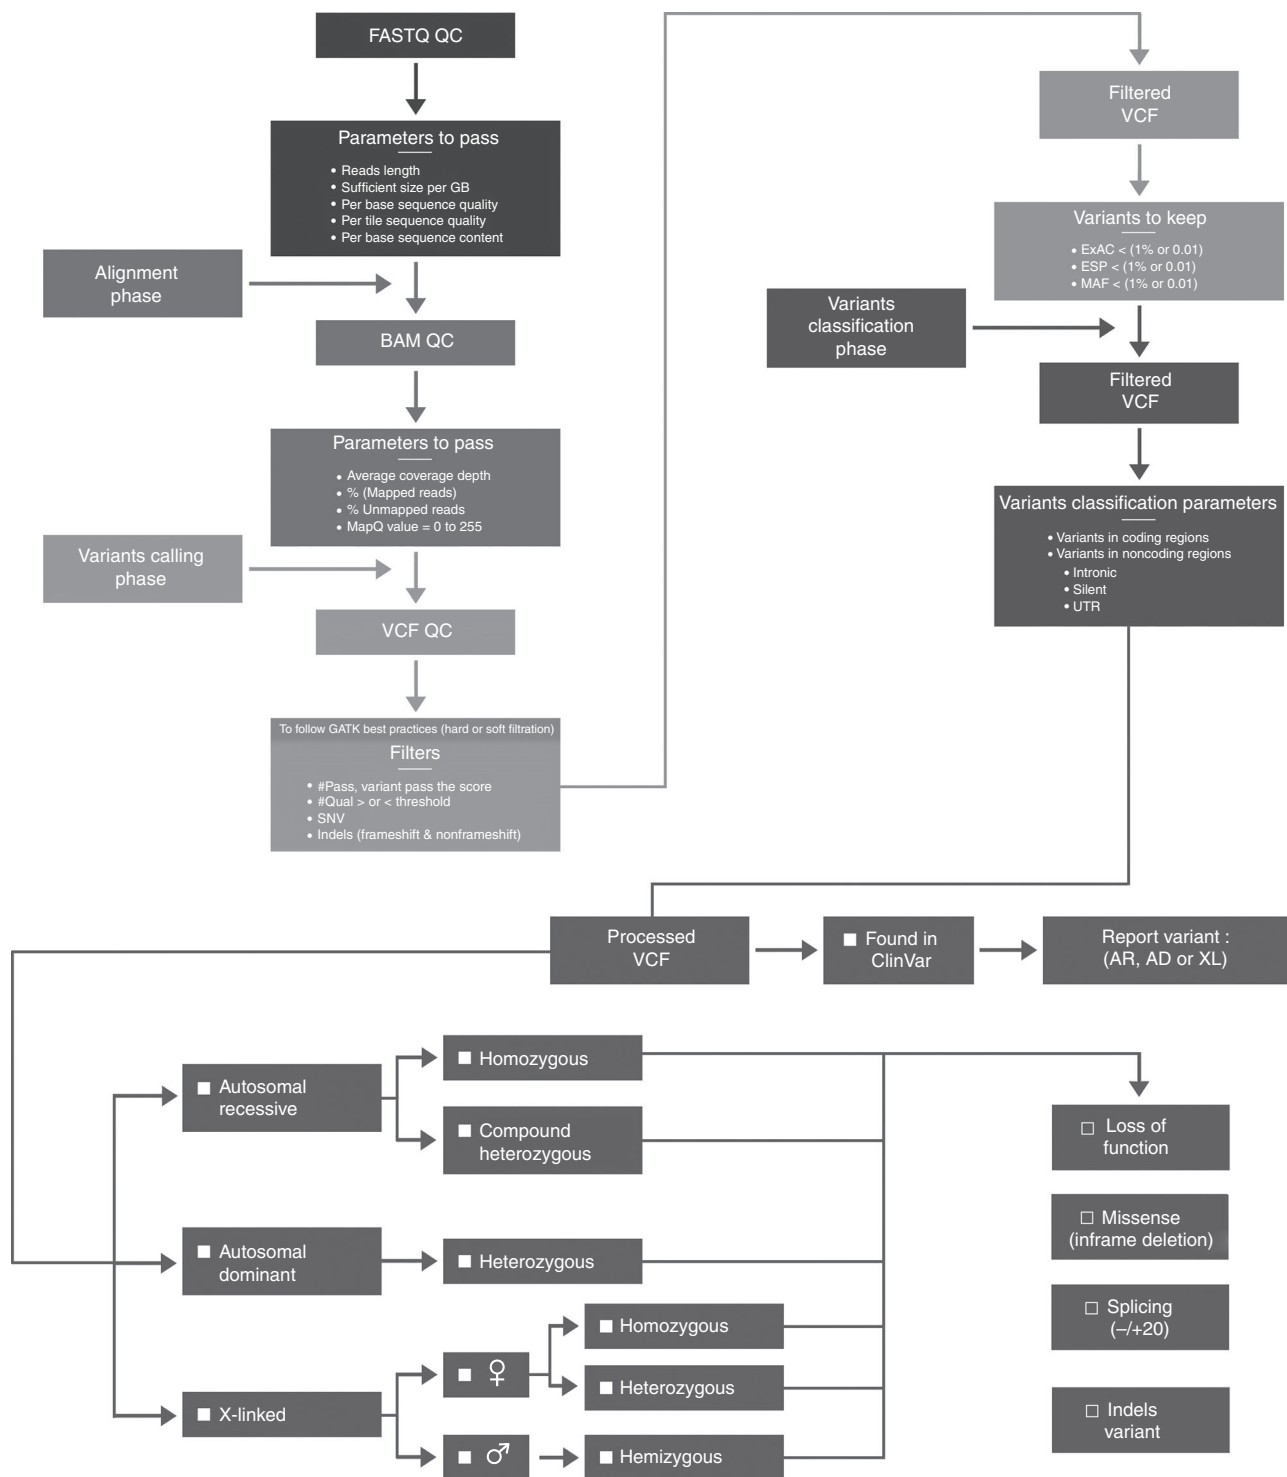 FASTQ QC
Parameters to pass
• Reads length
• Sufficient size per GB
• Per base sequence quality
• Per tile sequence quality
• Per base sequence content
Alignment
phase
BAM QC
Parameters to pass
• Average coverage depth
• % (Mapped reads)
• % Unmapped reads
• MapQ value = 0 to 255
Variants calling
phase
VCF QC
To follow GATK best practices (hard or soft filtration)
Filters
• #Pass, variant pass the score
• #Qual > or < threshold
• SNV
• Indels (frameshift & nonframeshift)
Filtered
VCF
Variants to keep
• ExAC < (1% or 0.01)
• ESP < (1% or 0.01)
• MAF < (1% or 0.01)
Variants
classification
phase
Filtered
VCF
Variants classification parameters
• Variants in coding regions
• Variants in noncoding regions
• Intronic
• Silent
• UTR
Processed
VCF
■ Found in
ClinVar
Report variant :
(AR, AD or XL)
■ Autosomal
recessive
■ Homozygous
■ Compound
heterozygous
■ Autosomal
dominant
■ Heterozygous
■ X-linked
■ ♀
■ Homozygous
■ Heterozygous
■ ♂
■ Hemizygous
□ Loss of
function
□ Missense
(inframe deletion)
□ Splicing
(–/+20)
□ Indels
variant